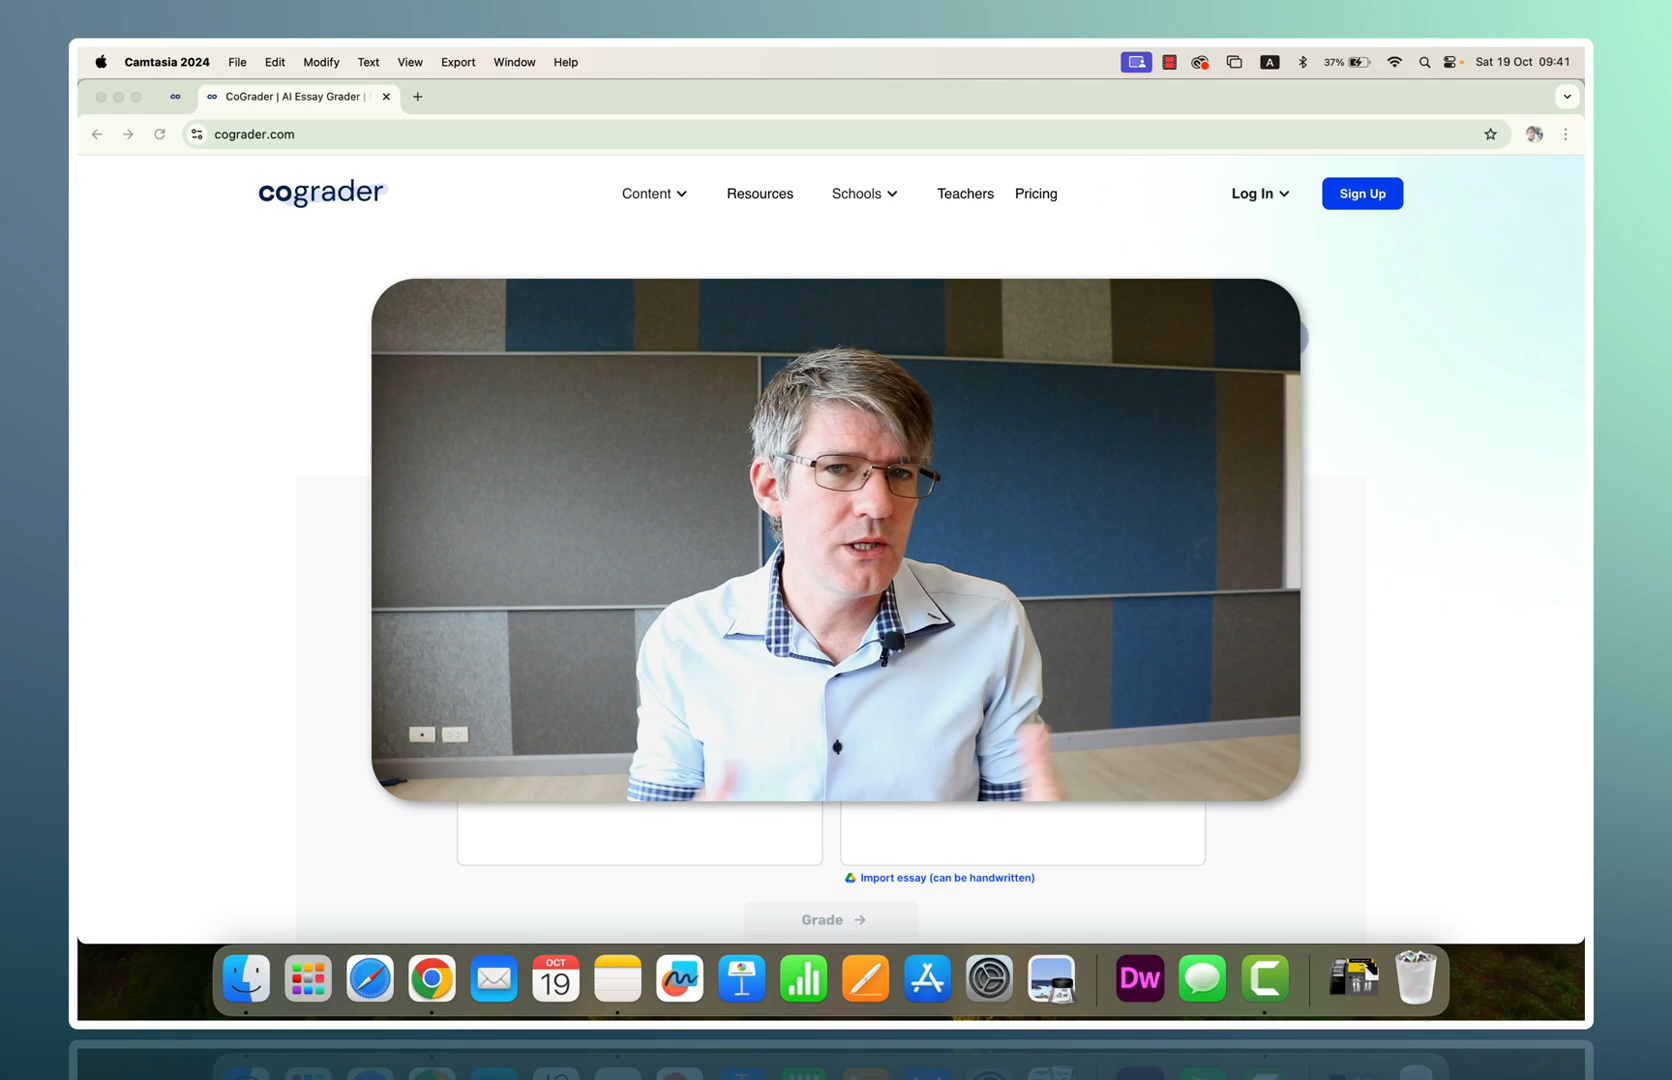 Camtasia 2024 File Edit Modify Text View Export Window Help A 37% Sat 19 Oct 09:41
CoGrader | AI Essay Grader |
cograder.com
cograder Content Resources Schools Teachers Pricing Log In Sign Up
Import essay (can be handwritten)
Grade →
OCT
19
Dw